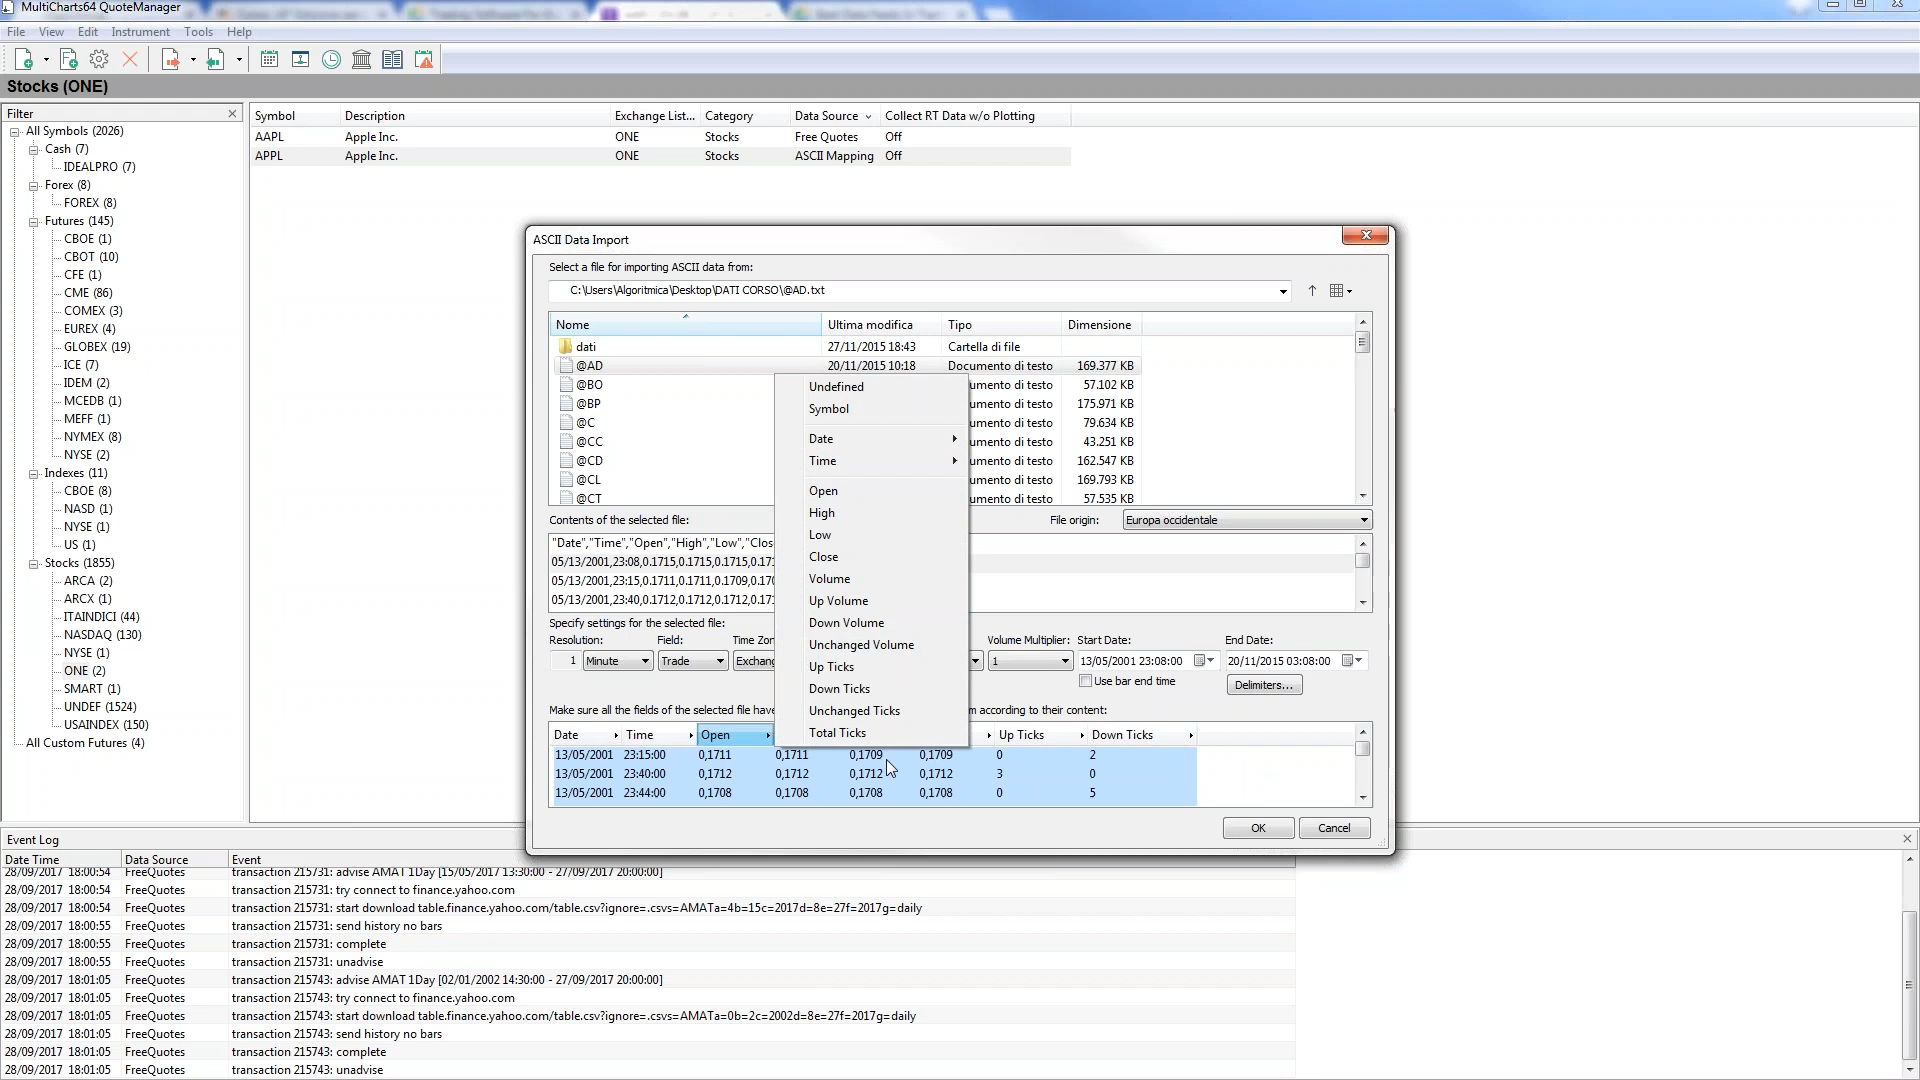 MultiCharts64 QuoteManager
File View Edit Instrument Tools Help
Stocks (ONE)
Filter
All Symbols (2026)
Cash (7)
IDEALPRO (7)
Forex (8)
FOREX (8)
Futures (145)
CBOE (1)
CBOT (10)
CFE (1)
CME (86)
COMEX (3)
EUREX (4)
GLOBEX (19)
ICE (7)
IDEM (2)
MCEDB (1)
MEFF (1)
NYMEX (8)
NYSE (2)
Indexes (11)
CBOE (8)
NASD (1)
NYSE (1)
US (1)
Stocks (1855)
ARCA (2)
ARCX (1)
ITAINDICI (44)
NASDAQ (130)
NYSE (1)
ONE (2)
SMART (1)
UNDEF (1524)
USAINDEX (150)
All Custom Futures (4)
Symbol Description Exchange List... Category Data Source Collect RT Data w/o Plotting
AAPL Apple Inc. ONE Stocks Free Quotes Off
APPL Apple Inc. ONE Stocks ASCII Mapping Off
ASCII Data Import
Select a file for importing ASCII data from:
C:\Users\Algoritmica\Desktop\DATI CORSO\@AD.txt
Nome Ultima modifica Tipo Dimensione
dati 27/11/2015 18:43 Cartella di file
@AD 20/11/2015 10:18 Documento di testo 169.377 KB
@BO umento di testo 57.102 KB
@BP umento di testo 175.971 KB
@C umento di testo 79.634 KB
@CC umento di testo 43.251 KB
@CD umento di testo 162.547 KB
@CL umento di testo 169.793 KB
@CT umento di testo 57.535 KB
Undefined
Symbol
Date
Time
Open
High
Low
Close
Volume
Up Volume
Down Volume
Unchanged Volume
Up Ticks
Down Ticks
Unchanged Ticks
Total Ticks
Contents of the selected file: File origin: Europa occidentale
"Date","Time","Open","High","Low","Clos
05/13/2001,23:08,0.1715,0.1715,0.1715,0.171
05/13/2001,23:15,0.1711,0.1711,0.1709,0.170
05/13/2001,23:40,0.1712,0.1712,0.1712,0.171
Specify settings for the selected file:
Resolution: Field: Time Zon Volume Multiplier: Start Date: End Date:
1 Minute Trade Exchang 1 13/05/2001 23:08:00 20/11/2015 03:08:00
Use bar end time Delimiters...
Make sure all the fields of the selected file have m according to their content:
Date Time Open Up Ticks Down Ticks
13/05/2001 23:15:00 0,1711 0,1711 0,1709 0,1709 0 2
13/05/2001 23:40:00 0,1712 0,1712 0,1712 0,1712 3 0
13/05/2001 23:44:00 0,1708 0,1708 0,1708 0,1708 0 5
OK Cancel
Event Log
Date Time Data Source Event
28/09/2017 18:00:54 FreeQuotes transaction 215731: advise AMAT 1Day [15/05/2017 13:30:00 - 27/09/2017 20:00:00]
28/09/2017 18:00:54 FreeQuotes transaction 215731: try connect to finance.yahoo.com
28/09/2017 18:00:54 FreeQuotes transaction 215731: start download table.finance.yahoo.com/table.csv?ignore=.csvs=AMATa=4b=15c=2017d=8e=27f=2017g=daily
28/09/2017 18:00:55 FreeQuotes transaction 215731: send history no bars
28/09/2017 18:00:55 FreeQuotes transaction 215731: complete
28/09/2017 18:00:55 FreeQuotes transaction 215731: unadvise
28/09/2017 18:01:05 FreeQuotes transaction 215743: advise AMAT 1Day [02/01/2002 14:30:00 - 27/09/2017 20:00:00]
28/09/2017 18:01:05 FreeQuotes transaction 215743: try connect to finance.yahoo.com
28/09/2017 18:01:05 FreeQuotes transaction 215743: start download table.finance.yahoo.com/table.csv?ignore=.csvs=AMATa=0b=2c=2002d=8e=27f=2017g=daily
28/09/2017 18:01:05 FreeQuotes transaction 215743: send history no bars
28/09/2017 18:01:05 FreeQuotes transaction 215743: complete
28/09/2017 18:01:05 FreeQuotes transaction 215743: unadvise